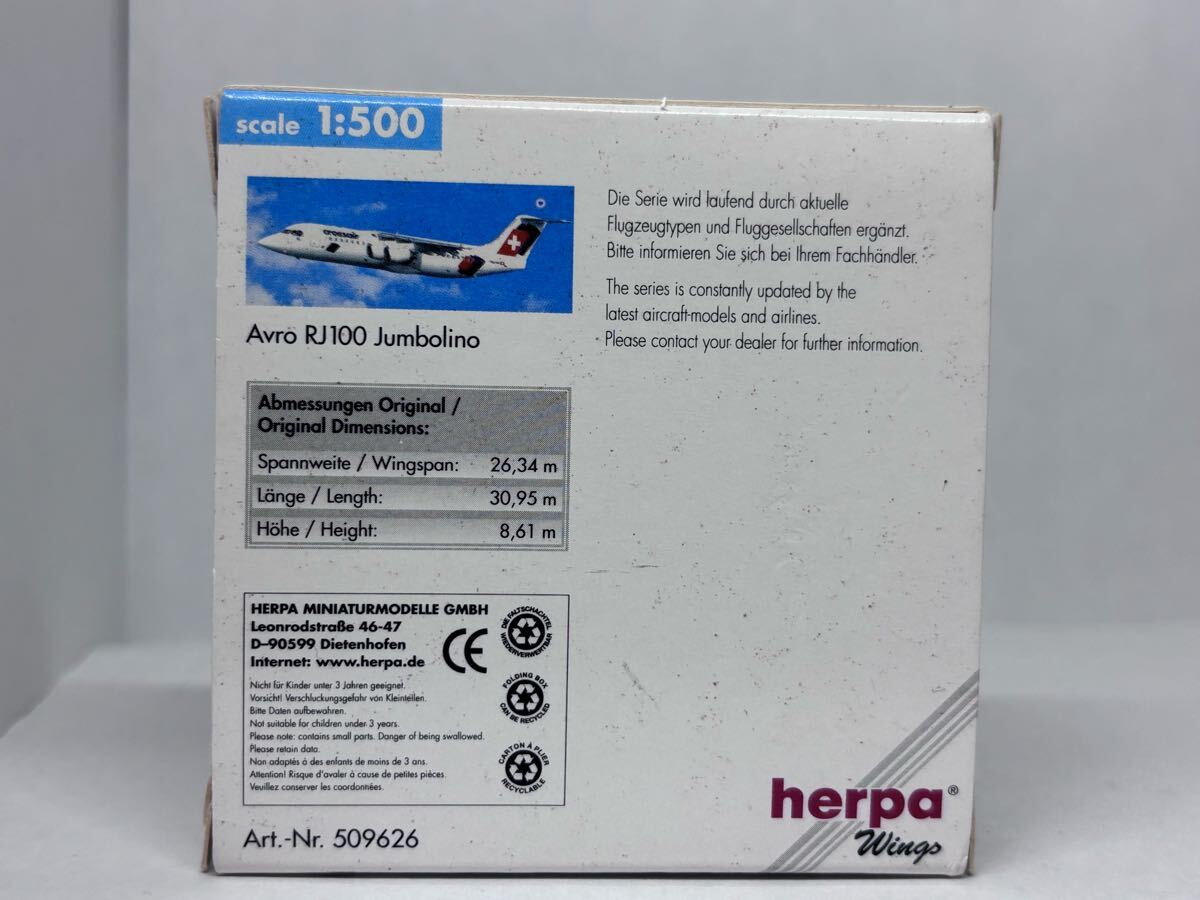 scale 1:500
crossair
Avro RJ100 Jumbolino
Die Serie wird laufend durch aktuelle
Flugzeugtypen und Fluggesellschaften ergänzt.
Bitte informieren Sie sich bei Ihrem Fachhändler.
The series is constantly updated by the
latest aircraft-models and airlines.
Please contact your dealer for further information.
Abmessungen Original /
Original Dimensions:
Spannweite / Wingspan: 26,34 m
Länge / Length: 30,95 m
Höhe / Height: 8,61 m
HERPA MINIATURMODELLE GMBH
Leonrodstraße 46-47
D–90599 Dietenhofen
Internet: www.herpa.de
CE
DIE FALTSCHACHTEL
WIEDERVERWERTBAR
FOLDING BOX
CAN BE RECYCLED
CARTON À PLIER
RECYCLABLE
Nicht für Kinder unter 3 Jahren geeignet.
Vorsicht! Verschluckungsgefahr von Kleinteilen.
Bitte Daten aufbewahren.
Not suitable for children under 3 years.
Please note: contains small parts. Danger of being swallowed.
Please retain data.
Non adaptés à des enfants de moins de 3 ans.
Attention! Risque d'avaler à cause de petites pièces.
Veuillez conserver les coordonnées.
Art.-Nr. 509626
herpa®
Wings